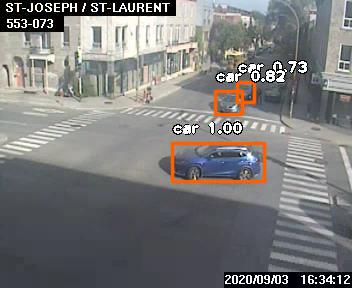 ST-JOSEPH / ST-LAURENT
553-073
car 0.73
car 0.82
car 1.00
2020/09/03 16:34:12